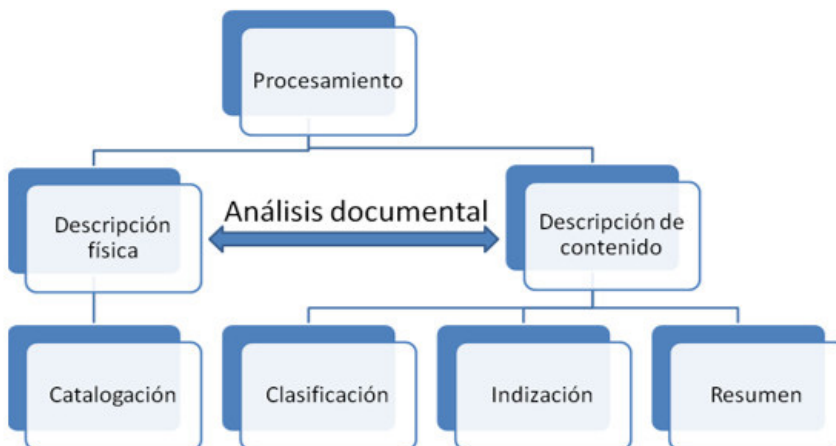 Procesamiento
Análisis documental
Descripción
física
Descripción de
contenido
Catalogación
Clasificación
Indización
Resumen